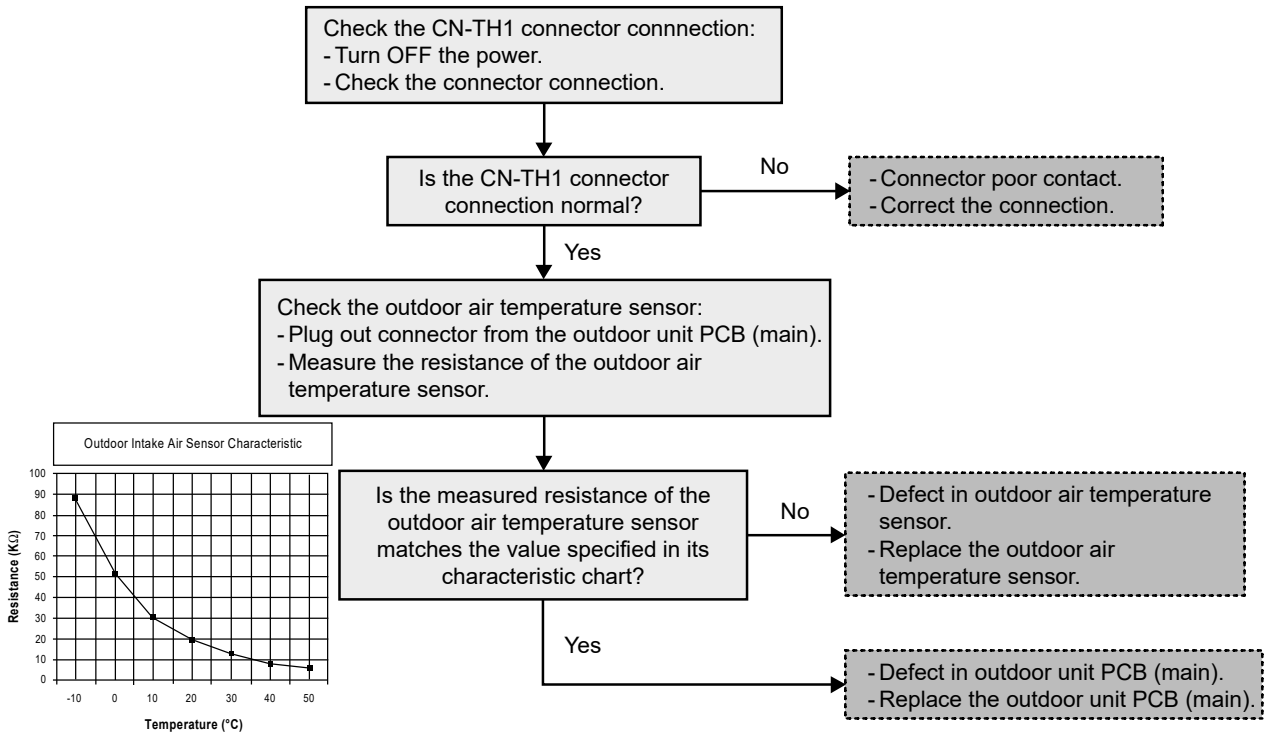 Check the CN-TH1 connector connnection:
- Turn OFF the power.
- Check the connector connection.
Is the CN-TH1 connector
connection normal?
No
- Connector poor contact.
- Correct the connection.
Yes
Check the outdoor air temperature sensor:
- Plug out connector from the outdoor unit PCB (main).
- Measure the resistance of the outdoor air
temperature sensor.
Outdoor Intake Air Sensor Characteristic
Resistance (KΩ)
100
90
80
70
60
50
40
30
20
10
0
-10 0 10 20 30 40 50
Temperature (°C)
Is the measured resistance of the
outdoor air temperature sensor
matches the value specified in its
characteristic chart?
No
- Defect in outdoor air temperature
sensor.
- Replace the outdoor air
temperature sensor.
Yes
- Defect in outdoor unit PCB (main).
- Replace the outdoor unit PCB (main).